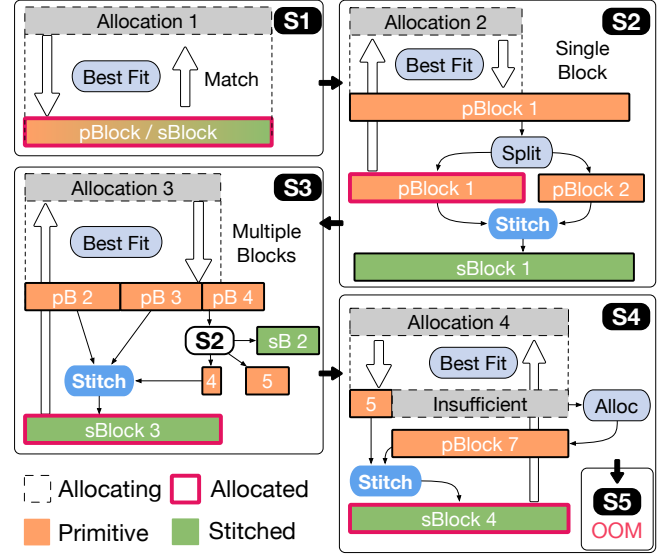 Allocation 1
S1
Best Fit
Match
pBlock / sBlock
Allocation 2
S2
Best Fit
Single
Block
pBlock 1
Split
pBlock 1
pBlock 2
Stitch
sBlock 1
Allocation 3
S3
Best Fit
Multiple
Blocks
pB 2
pB 3
pB 4
S2
sB 2
Stitch
4
5
sBlock 3
Allocation 4
S4
Best Fit
5
Insufficient
Alloc
pBlock 7
Stitch
sBlock 4
S5
OOM
Allocating
Allocated
Primitive
Stitched